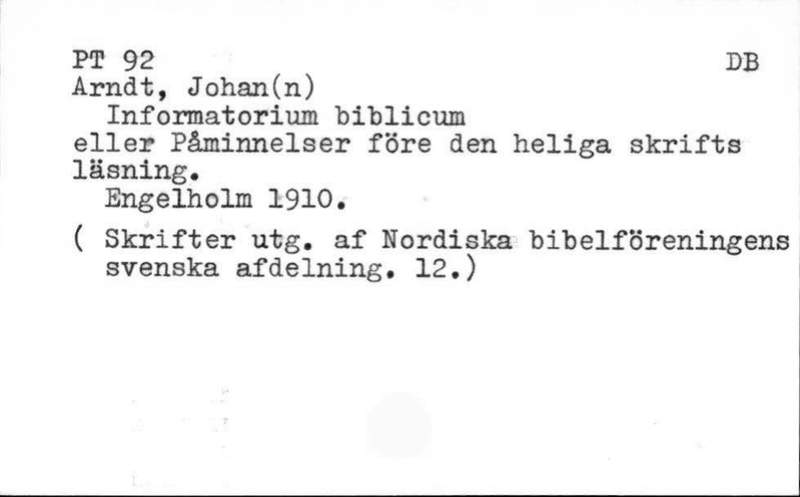 PT 92 DB
Arndt, Johan(n)
Informatorium biblicum
eller Påminnelser före den heliga skrifts
läsning.
Engelholm 1910.
( Skrifter utg. af Nordiska bibelföreningens
svenska afdelning. 12.)